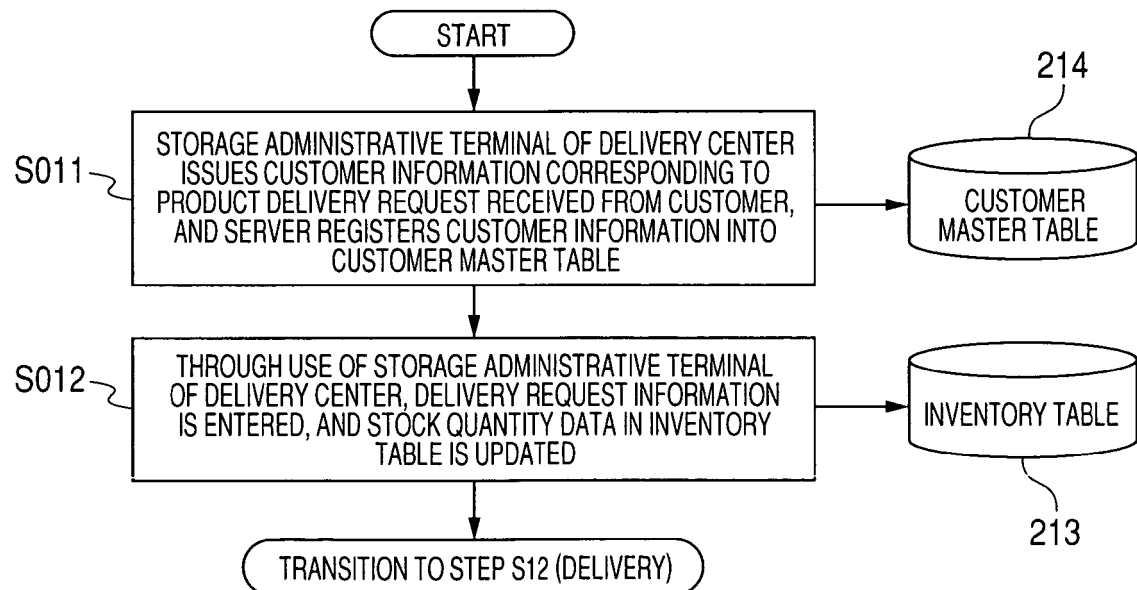 START
214
S011
STORAGE ADMINISTRATIVE TERMINAL OF DELIVERY CENTER
ISSUES CUSTOMER INFORMATION CORRESPONDING TO
PRODUCT DELIVERY REQUEST RECEIVED FROM CUSTOMER,
AND SERVER REGISTERS CUSTOMER INFORMATION INTO
CUSTOMER MASTER TABLE
CUSTOMER
MASTER TABLE
S012
THROUGH USE OF STORAGE ADMINISTRATIVE TERMINAL
OF DELIVERY CENTER, DELIVERY REQUEST INFORMATION
IS ENTERED, AND STOCK QUANTITY DATA IN INVENTORY
TABLE IS UPDATED
INVENTORY TABLE
213
TRANSITION TO STEP S12 (DELIVERY)